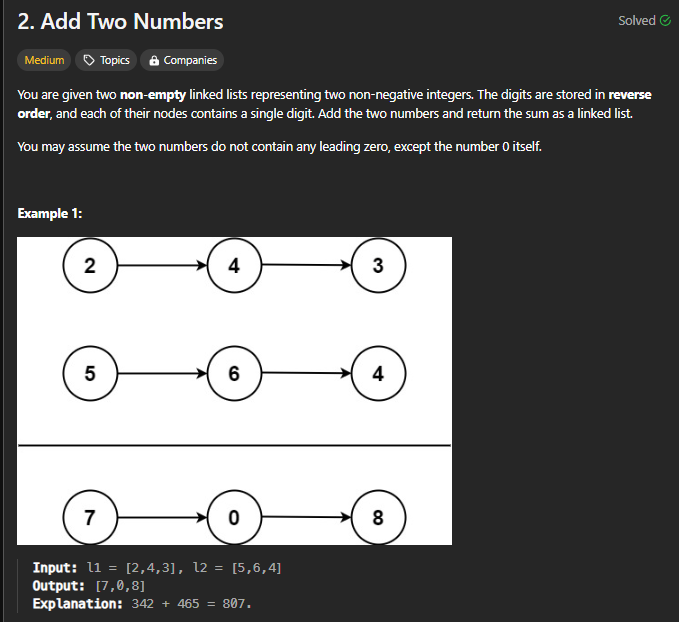 2. Add Two Numbers
Solved
Medium Topics Companies
You are given two non-empty linked lists representing two non-negative integers. The digits are stored in reverse
order, and each of their nodes contains a single digit. Add the two numbers and return the sum as a linked list.
You may assume the two numbers do not contain any leading zero, except the number 0 itself.
Example 1:
2 4 3
5 6 4
7 0 8
Input: l1 = [2,4,3], l2 = [5,6,4]
Output: [7,0,8]
Explanation: 342 + 465 = 807.